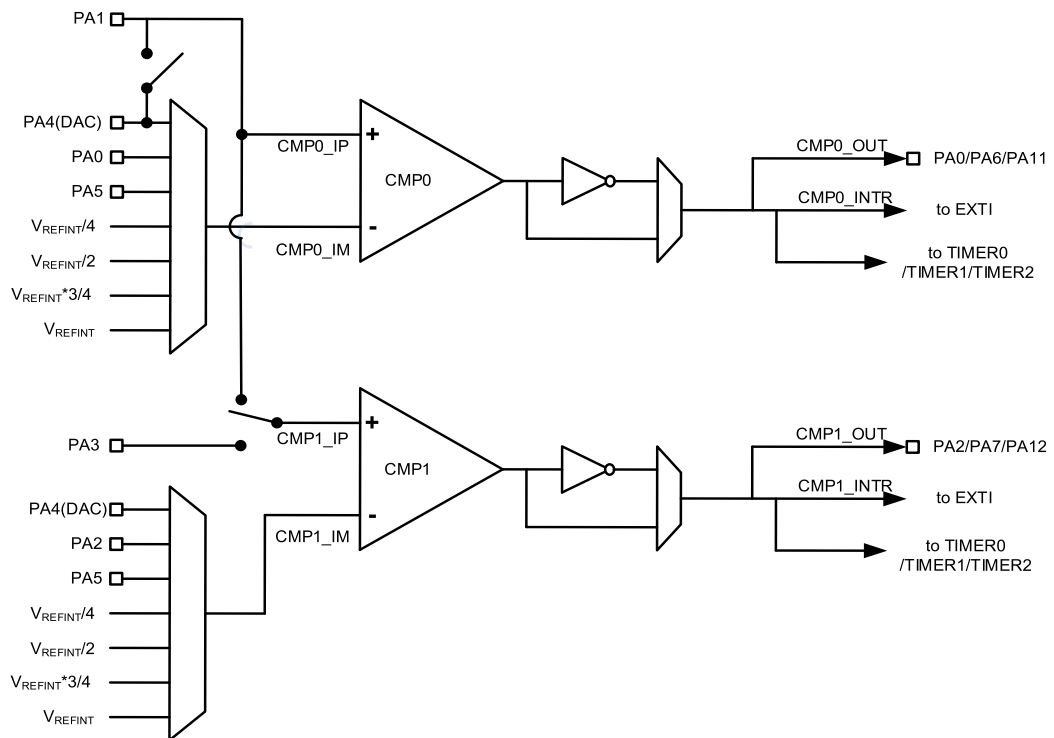 PA1
PA4(DAC)
PA0
PA5
VREFINT/4
VREFINT/2
VREFINT*3/4
VREFINT
CMP0_IP
+
CMP0
-
CMP0_IM
CMP0_OUT
PA0/PA6/PA11
CMP0_INTR
to EXTI
to TIMER0
/TIMER1/TIMER2
PA3
CMP1_IP
+
CMP1
-
CMP1_IM
CMP1_OUT
PA2/PA7/PA12
CMP1_INTR
to EXTI
to TIMER0
/TIMER1/TIMER2
PA4(DAC)
PA2
PA5
VREFINT/4
VREFINT/2
VREFINT*3/4
VREFINT